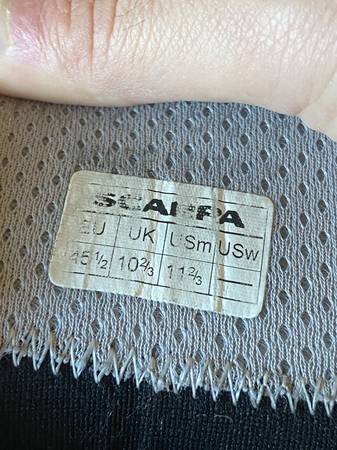 SCARPA
EU UK USm USw
45 1/2 10 2/3 11 2/3